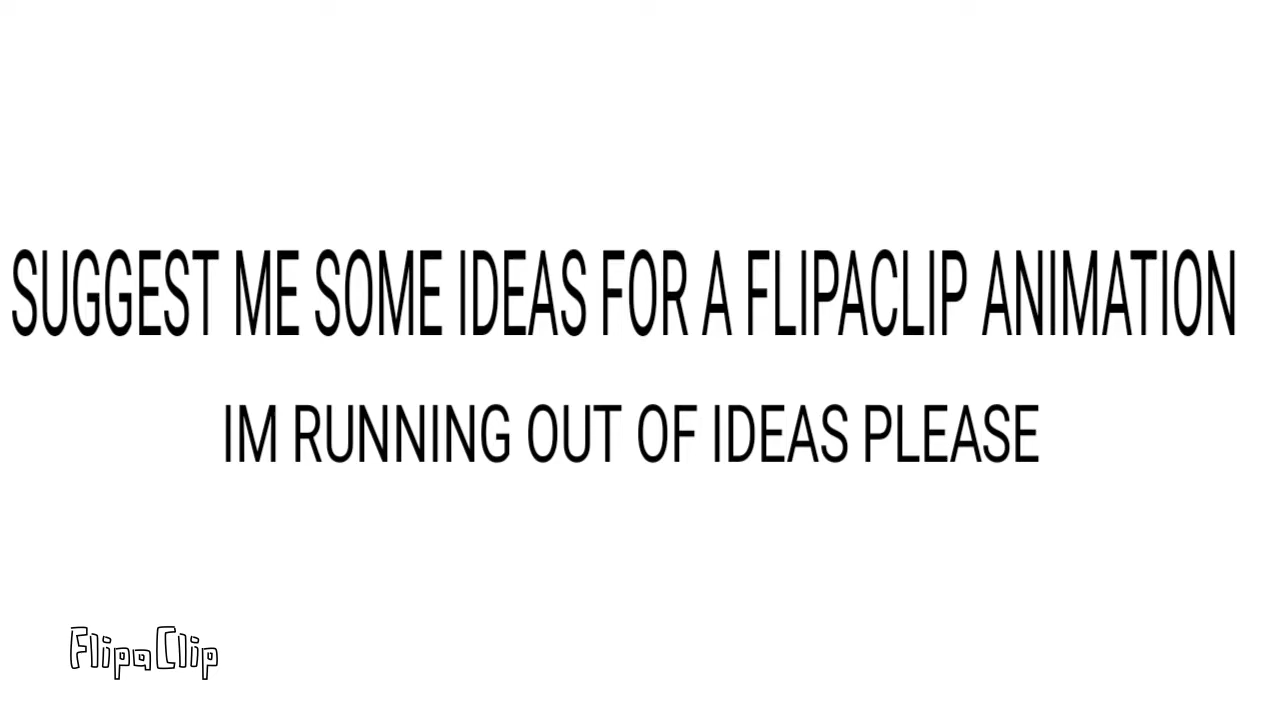 SUGGEST ME SOME IDEAS FOR A FLIPACLIP ANIMATION
IM RUNNING OUT OF IDEAS PLEASE
FlipaClip